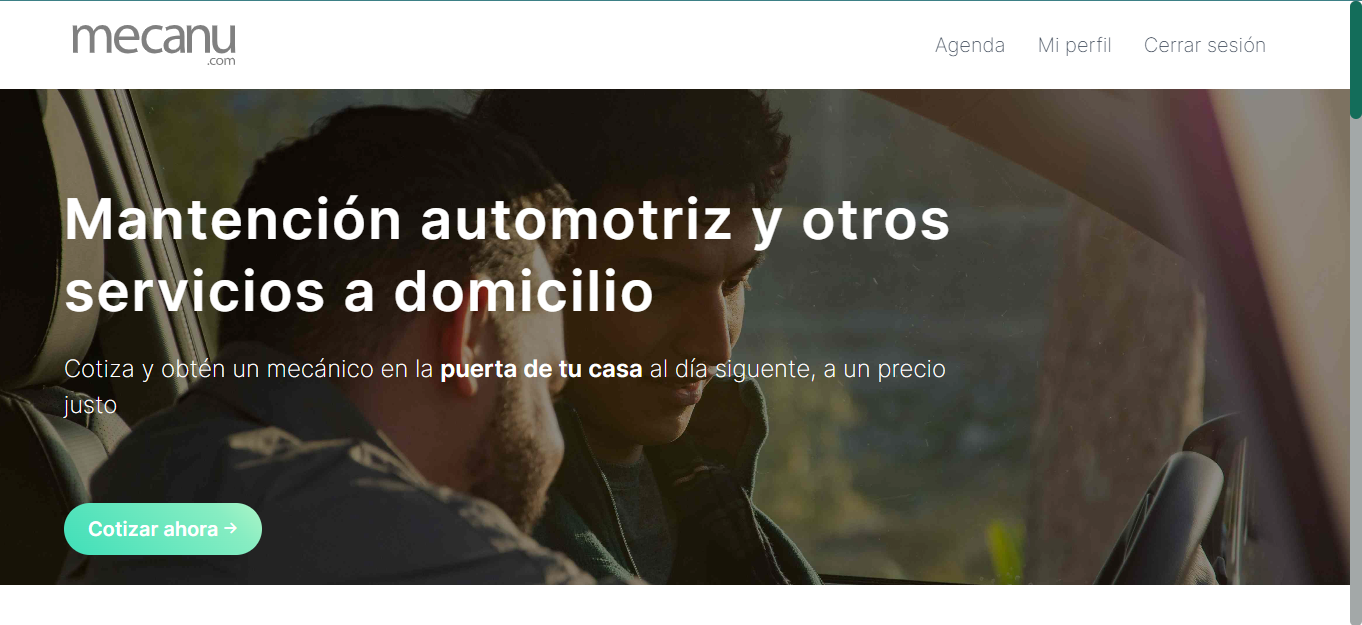 mecanu
.com
Agenda Mi perfil Cerrar sesión
Mantención automotriz y otros
servicios a domicilio
Cotiza y obtén un mecánico en la puerta de tu casa al día siguente, a un precio
justo
Cotizar ahora →